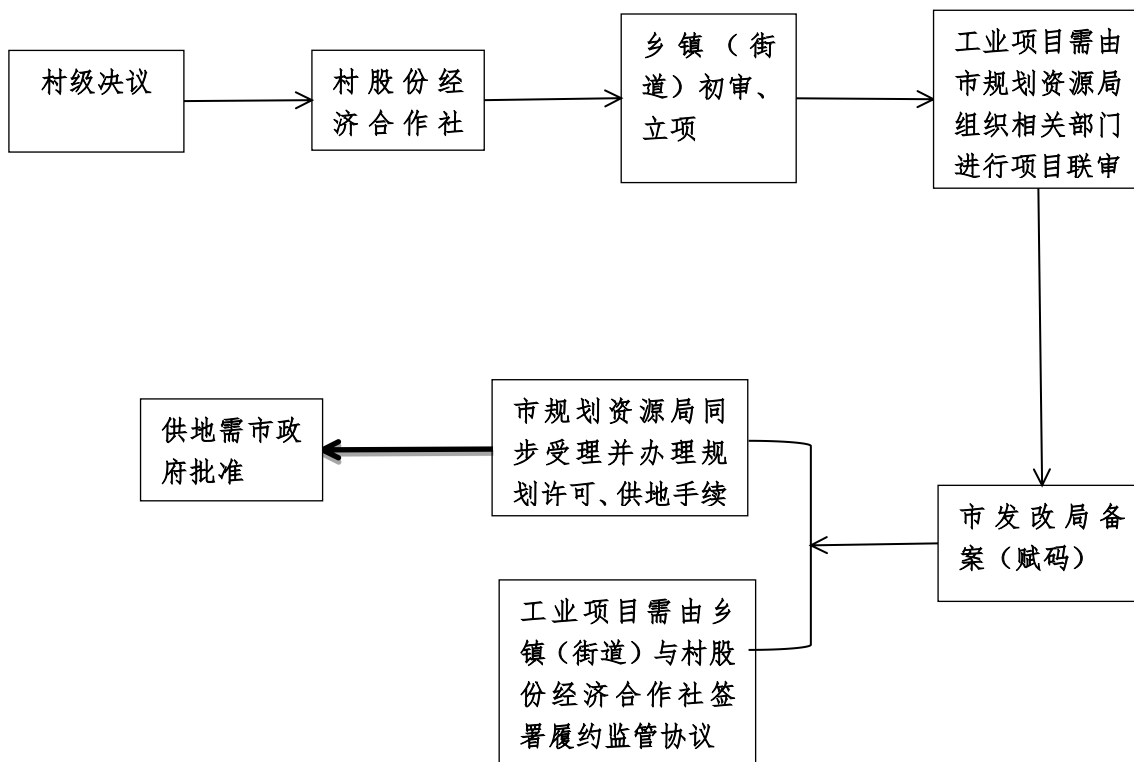 村级决议
村股份经
济合作社
乡镇（街
道）初审、
立项
工业项目需由
市规划资源局
组织相关部门
进行项目联审
市发改局备
案（赋码）
市规划资源局同
步受理并办理规
划许可、供地手续
工业项目需由乡
镇（街道）与村股
份经济合作社签
署履约监管协议
供地需市政
府批准